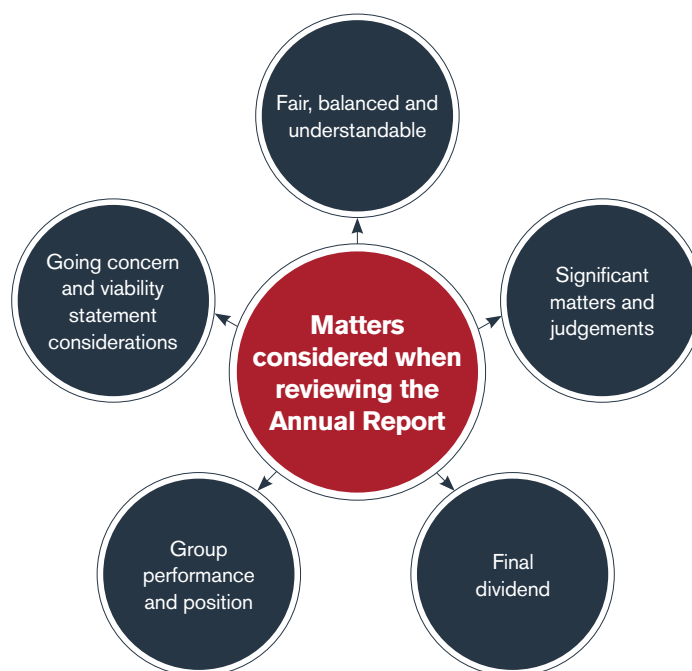 Fair, balanced and
understandable
Going concern
and viability
statement
considerations
Significant
matters and
judgements
Matters
considered when
reviewing the
Annual Report
Group
performance
and position
Final
dividend